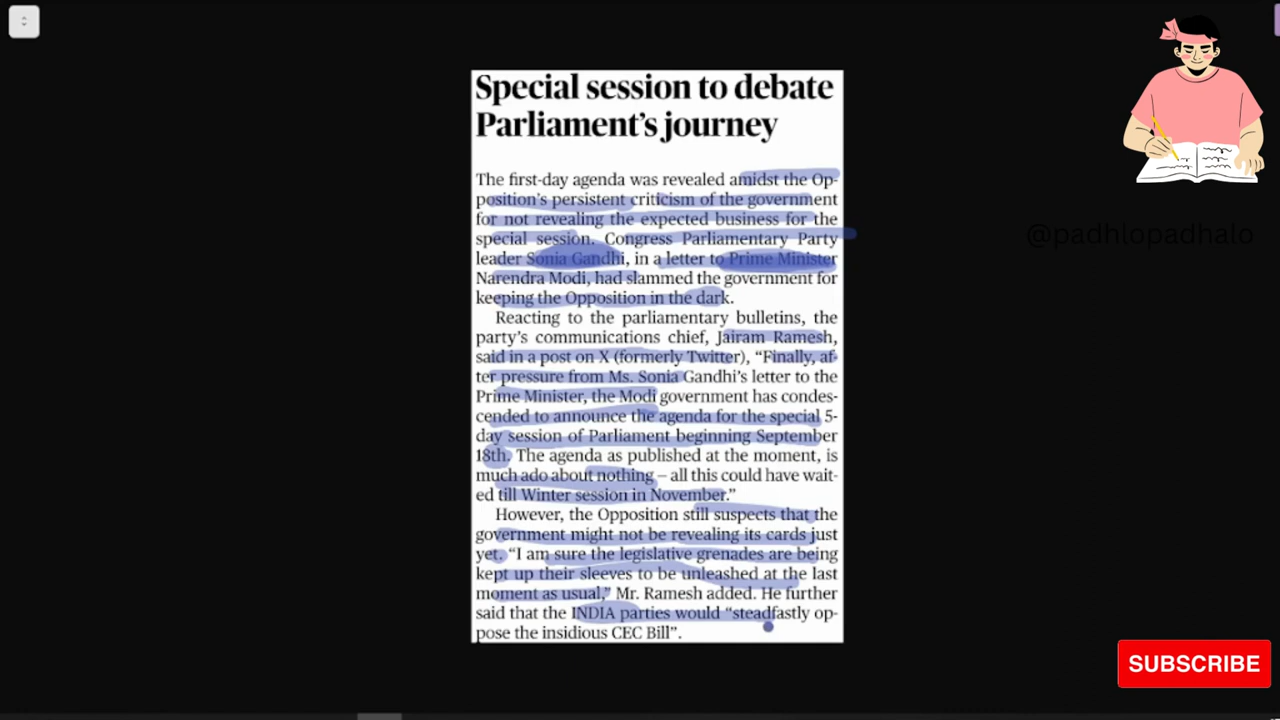 Special session to debate
Parliament's journey
The first-day agenda was revealed amidst the Op-
position's persistent criticism of the government
for not revealing the expected business for the
special session. Congress Parliamentary Party
leader Sonia Gandhi, in a letter to Prime Minister
Narendra Modi, had slammed the government for
keeping the Opposition in the dark.
Reacting to the parliamentary bulletins, the
party's communications chief, Jairam Ramesh,
said in a post on X (formerly Twitter), “Finally, af-
ter pressure from Ms. Sonia Gandhi's letter to the
Prime Minister, the Modi government has condes-
cended to announce the agenda for the special 5-
day session of Parliament beginning September
18th. The agenda as published at the moment, is
much ado about nothing – all this could have wait-
ed till Winter session in November.”
However, the Opposition still suspects that the
government might not be revealing its cards just
yet. “I am sure the legislative grenades are being
kept up their sleeves to be unleashed at the last
moment as usual,” Mr. Ramesh added. He further
said that the INDIA parties would “steadfastly op-
pose the insidious CEC Bill”.
@padhlopadhalo
SUBSCRIBE